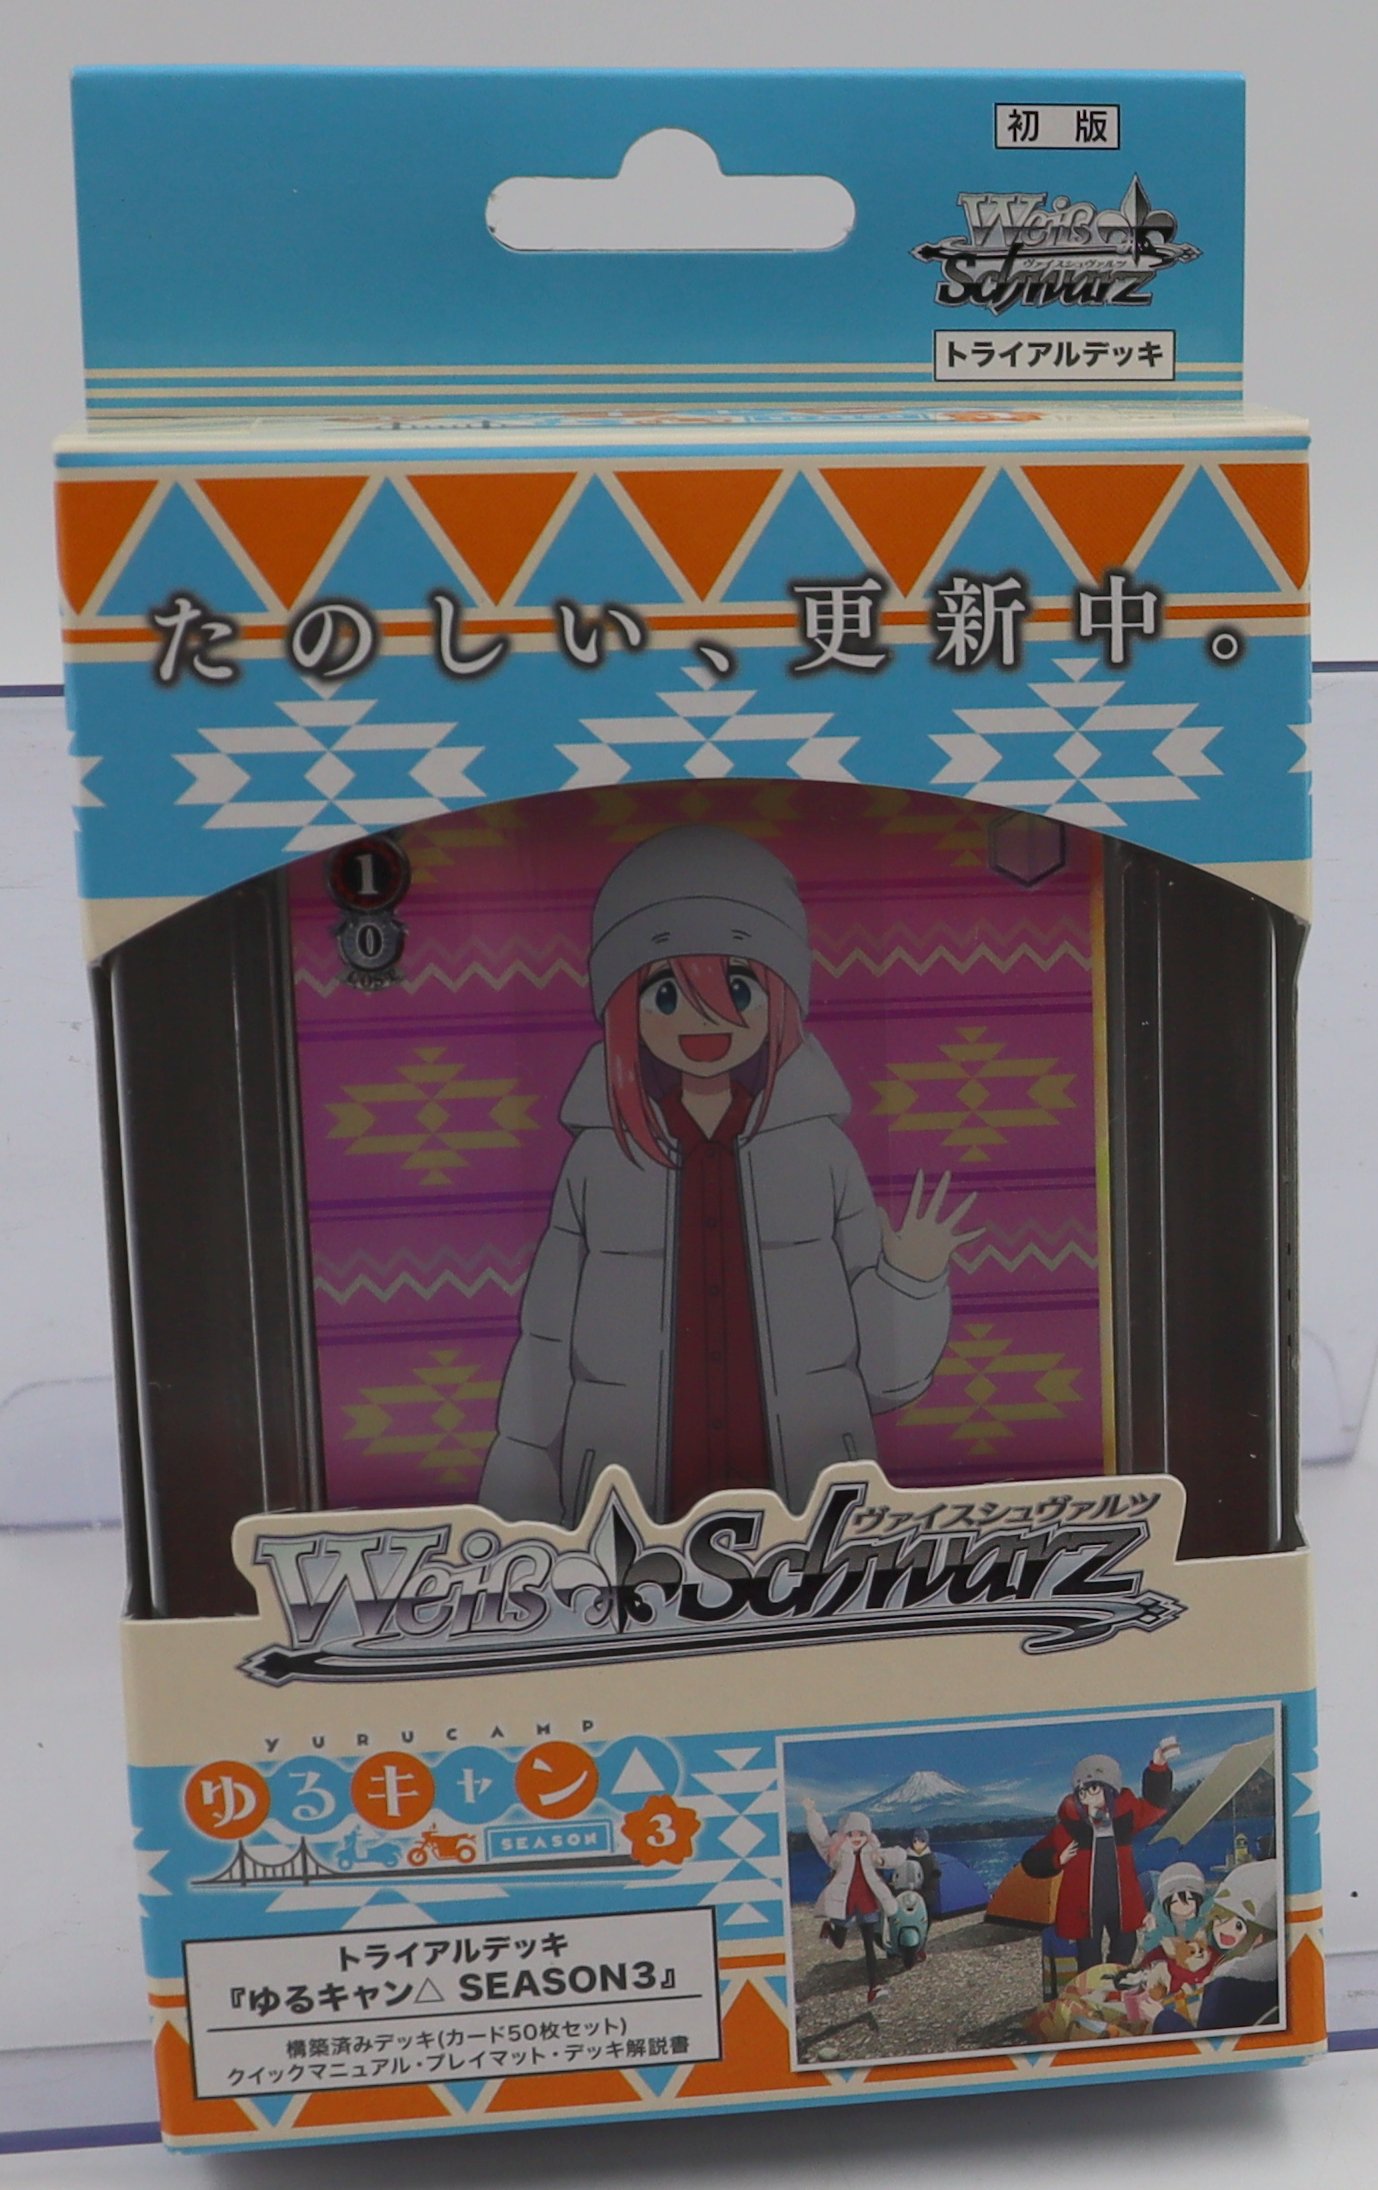 初 版
Weiß Schwarz
ヴァイスシュヴァルツ
トライアルデッキ
たのしい、更新中。
1
0
COST
ヴァイスシュヴァルツ
Weiß Schwarz
YURUCAMP
ゆるキャン△
SEASON 3
トライアルデッキ
『ゆるキャン△ SEASON3』
構築済みデッキ(カード50枚セット)
クイックマニュアル・プレイマット・デッキ解説書